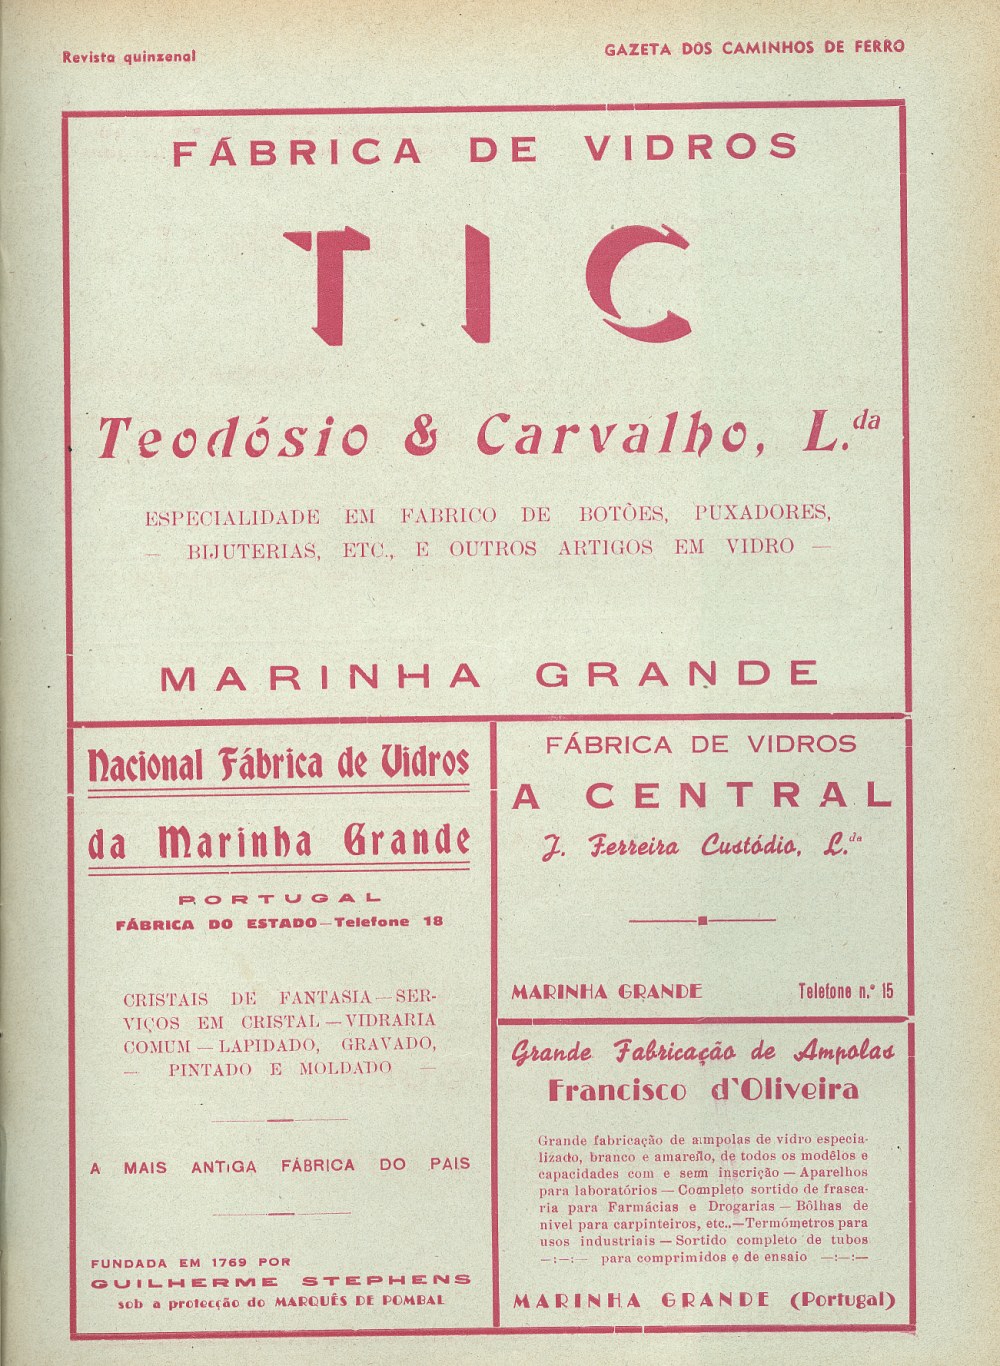 Revista quinzenal
GAZETA DOS CAMINHOS DE FERRO
FÁBRICA DE VIDROS
TIC
Teodósio & Carvalho, L.da
ESPECIALIDADE EM FABRICO DE BOTÕES, PUXADORES,
— BIJUTERIAS, ETC., E OUTROS ARTIGOS EM VIDRO —
MARINHA GRANDE
Nacional Fábrica de Vidros
da Marinha Grande
PORTUGAL
FÁBRICA DO ESTADO — Telefone 18
CRISTAIS DE FANTASIA — SER-
VIÇOS EM CRISTAL — VIDRARIA
COMUM — LAPIDADO, GRAVADO,
— PINTADO E MOLDADO —
A MAIS ANTIGA FÁBRICA DO PAIS
FUNDADA EM 1769 POR
GUILHERME STEPHENS
sob a protecção do MARQUÊS DE POMBAL
FÁBRICA DE VIDROS
A CENTRAL
J. Ferreira Custódio, L.da
MARINHA GRANDE Telefone n.º 15
Grande Fabricação de Ampolas
Francisco d'Oliveira
Grande fabricação de ampolas de vidro especia-
lizado, branco e amarello, de todos os modêlos e
capacidades com e sem inscrição — Aparelhos
para laboratórios — Completo sortido de frasca-
ria para Farmácias e Drogarias — Bôlhas de
nível para carpinteiros, etc..—Termómetros para
usos industriais — Sortido completo de tubos
—:—:— para comprimidos e de ensaio —:—:—
MARINHA GRANDE (Portugal)